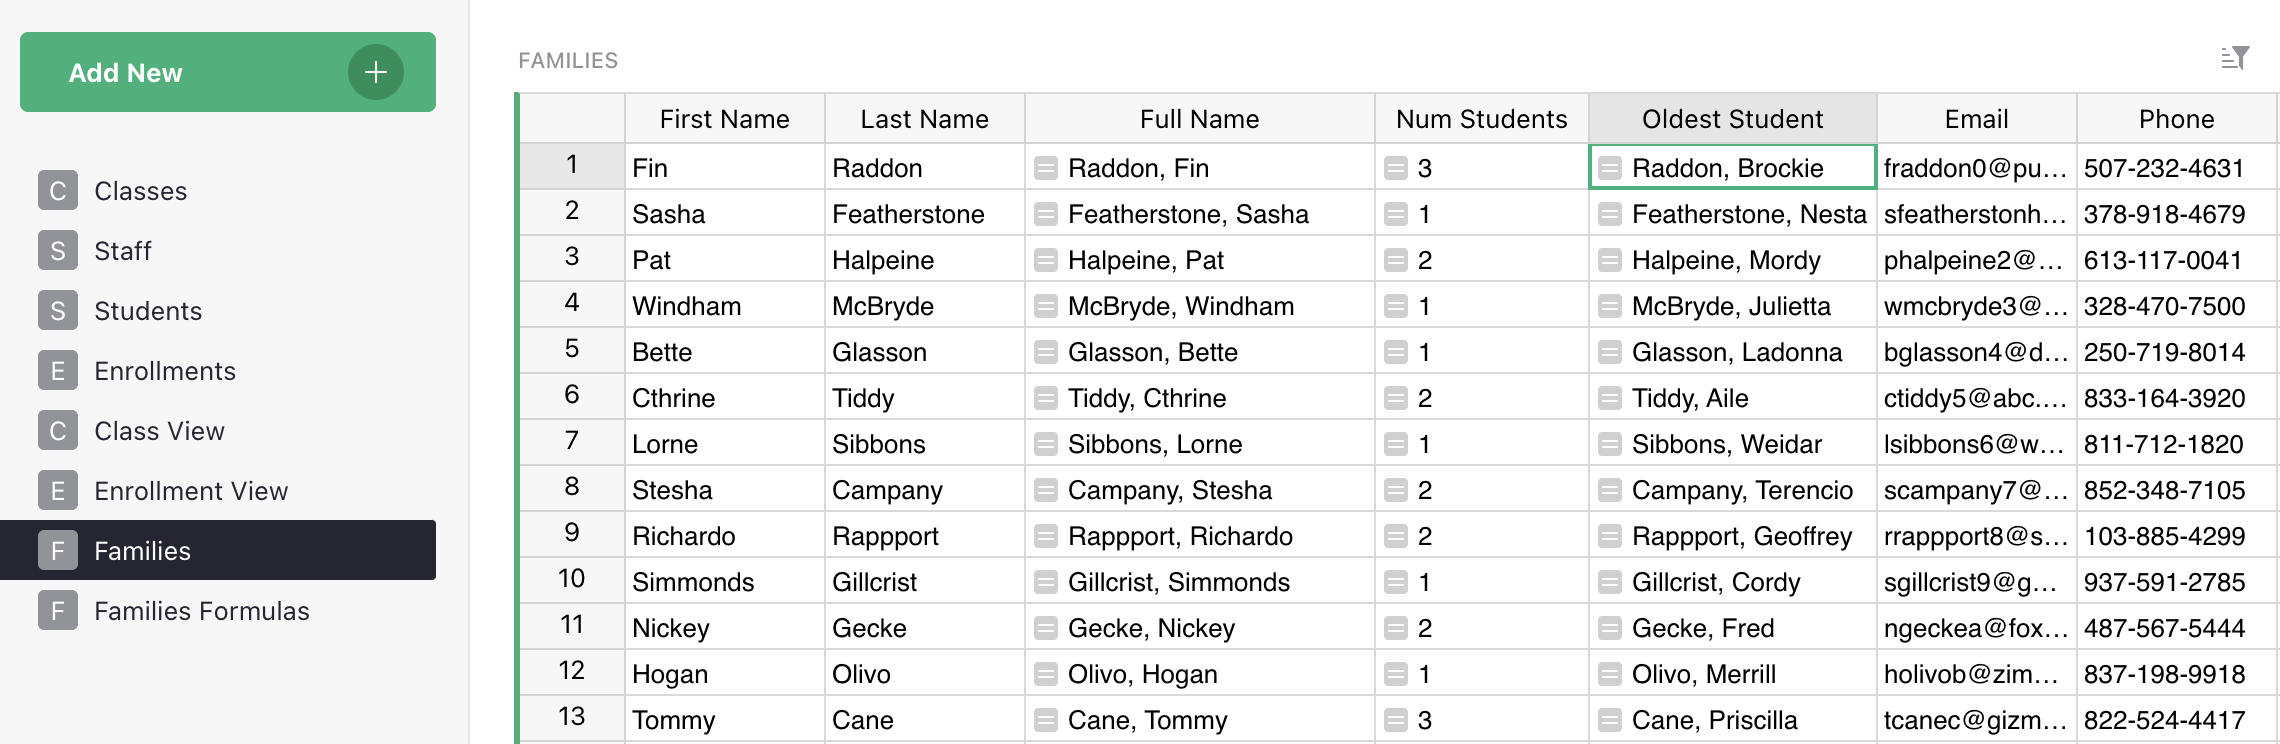 Add New
C Classes
S Staff
S Students
E Enrollments
C Class View
E Enrollment View
F Families
F Families Formulas
FAMILIES
First Name Last Name Full Name Num Students Oldest Student Email Phone
1 Fin Raddon Raddon, Fin 3 Raddon, Brockie fraddon0@pu… 507-232-4631
2 Sasha Featherstone Featherstone, Sasha 1 Featherstone, Nesta sfeatherstonh… 378-918-4679
3 Pat Halpeine Halpeine, Pat 2 Halpeine, Mordy phalpeine2@… 613-117-0041
4 Windham McBryde McBryde, Windham 1 McBryde, Julietta wmcbryde3@… 328-470-7500
5 Bette Glasson Glasson, Bette 1 Glasson, Ladonna bglasson4@d… 250-719-8014
6 Cthrine Tiddy Tiddy, Cthrine 2 Tiddy, Aile ctiddy5@abc.… 833-164-3920
7 Lorne Sibbons Sibbons, Lorne 1 Sibbons, Weidar lsibbons6@w… 811-712-1820
8 Stesha Campany Campany, Stesha 2 Campany, Terencio scampany7@… 852-348-7105
9 Richardo Rappport Rappport, Richardo 2 Rappport, Geoffrey rrappport8@s… 103-885-4299
10 Simmonds Gillcrist Gillcrist, Simmonds 1 Gillcrist, Cordy sgillcrist9@g… 937-591-2785
11 Nickey Gecke Gecke, Nickey 2 Gecke, Fred ngeckea@fox… 487-567-5444
12 Hogan Olivo Olivo, Hogan 1 Olivo, Merrill holivob@zim… 837-198-9918
13 Tommy Cane Cane, Tommy 3 Cane, Priscilla tcanec@gizm… 822-524-4417